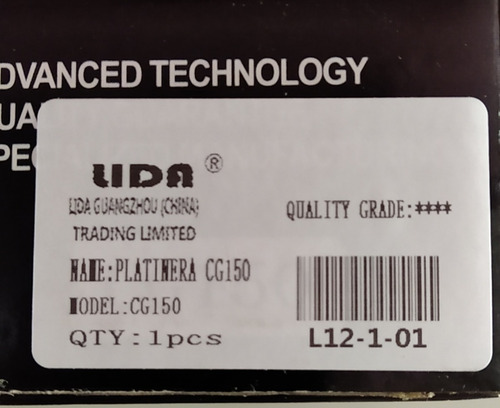 DVANCED TECHNOLOGY
UA
PE
LIDA®
LIDA GUANGZHOU (CHINA)
TRADING LIMITED
QUALITY GRADE:****
NAME:PLATINERA CG150
MODEL:CG150
QTY:1pcs
L12-1-01